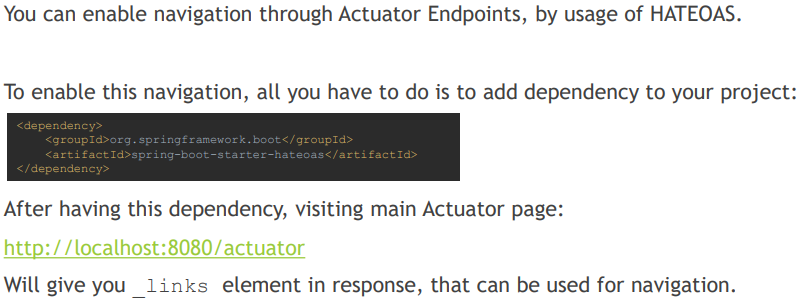 You can enable navigation through Actuator Endpoints, by usage of HATEOAS.
To enable this navigation, all you have to do is to add dependency to your project:
<dependency>
    <groupId>org.springframework.boot</groupId>
    <artifactId>spring-boot-starter-hateoas</artifactId>
</dependency>
After having this dependency, visiting main Actuator page:
http://localhost:8080/actuator
Will give you _links element in response, that can be used for navigation.